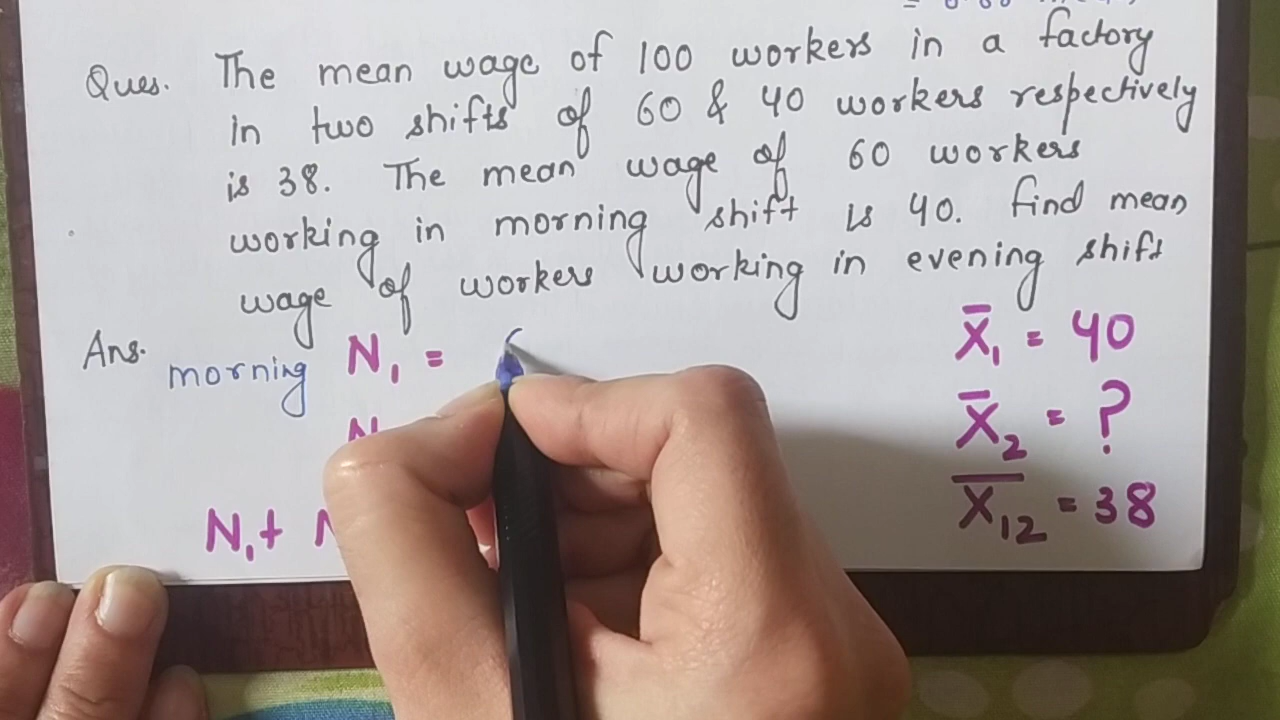 Ques. The mean wage of 100 workers in a factory
in two shifts of 60 & 40 workers respectively
is 38. The mean wage of 60 workers
working in morning shift is 40. find mean
wage of workers working in evening shift
Ans. morning N₁ =
X̄₁ = 40
X̄₂ = ?
N₁+
X̄₁₂ = 38